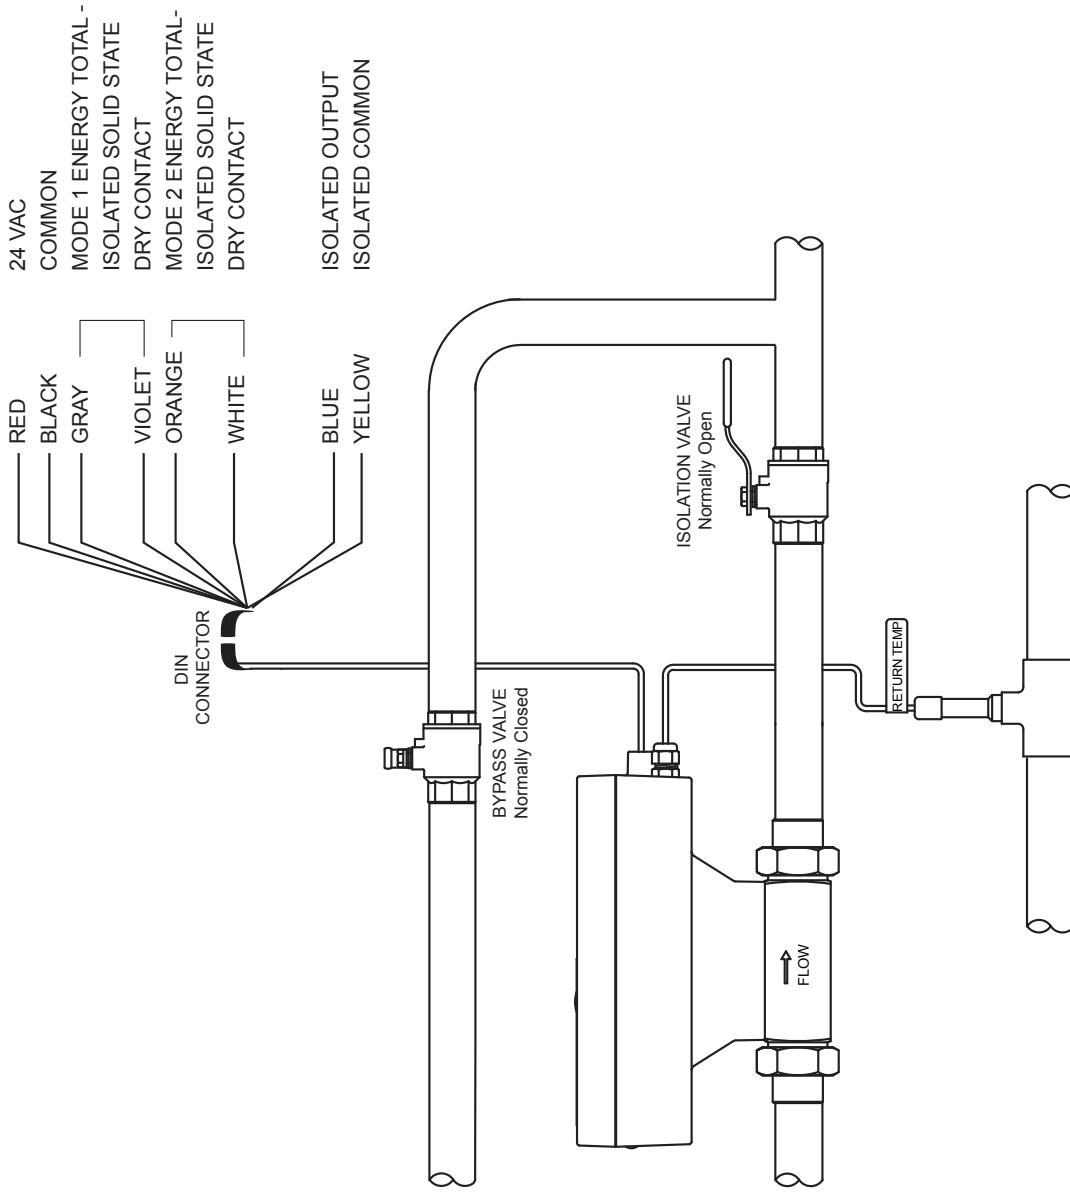 RED
BLACK
GRAY
VIOLET
ORANGE
WHITE
BLUE
YELLOW
24 VAC
COMMON
MODE 1 ENERGY TOTAL -
ISOLATED SOLID STATE
DRY CONTACT
MODE 2 ENERGY TOTAL-
ISOLATED SOLID STATE
DRY CONTACT
ISOLATED OUTPUT
ISOLATED COMMON
DIN
CONNECTOR
BYPASS VALVE
Normally Closed
ISOLATION VALVE
Normally Open
RETURN TEMP
FLOW